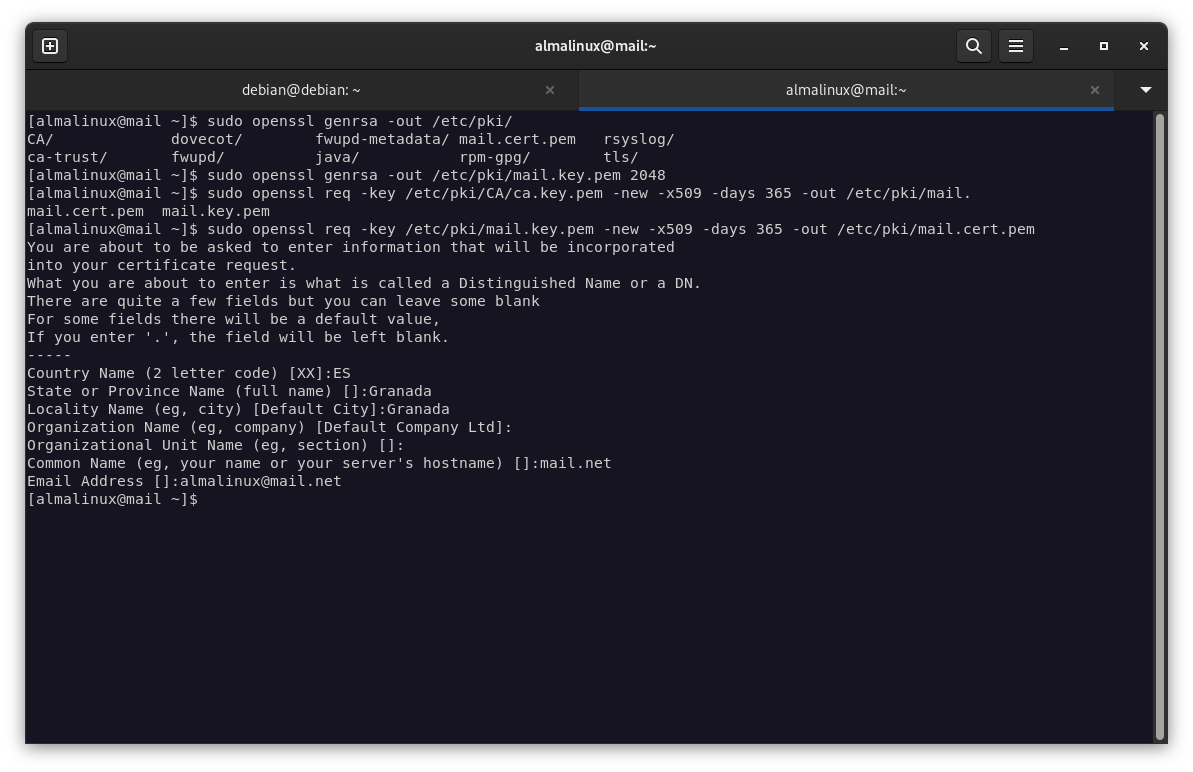 almalinux@mail:~
debian@debian: ~
almalinux@mail:~
[almalinux@mail ~]$ sudo openssl genrsa -out /etc/pki/
CA/             dovecot/        fwupd-metadata/ mail.cert.pem   rsyslog/
ca-trust/       fwupd/          java/           rpm-gpg/        tls/
[almalinux@mail ~]$ sudo openssl genrsa -out /etc/pki/mail.key.pem 2048
[almalinux@mail ~]$ sudo openssl req -key /etc/pki/CA/ca.key.pem -new -x509 -days 365 -out /etc/pki/mail.
mail.cert.pem  mail.key.pem
[almalinux@mail ~]$ sudo openssl req -key /etc/pki/mail.key.pem -new -x509 -days 365 -out /etc/pki/mail.cert.pem
You are about to be asked to enter information that will be incorporated
into your certificate request.
What you are about to enter is what is called a Distinguished Name or a DN.
There are quite a few fields but you can leave some blank
For some fields there will be a default value,
If you enter '.', the field will be left blank.
-----
Country Name (2 letter code) [XX]:ES
State or Province Name (full name) []:Granada
Locality Name (eg, city) [Default City]:Granada
Organization Name (eg, company) [Default Company Ltd]:
Organizational Unit Name (eg, section) []:
Common Name (eg, your name or your server's hostname) []:mail.net
Email Address []:almalinux@mail.net
[almalinux@mail ~]$